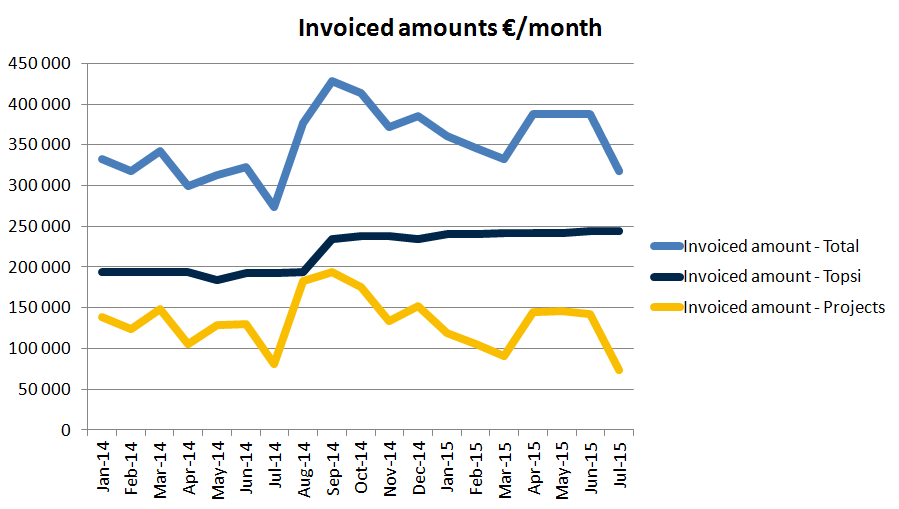 Invoiced amounts €/month
450 000
400 000
350 000
300 000
250 000
200 000
150 000
100 000
50 000
0
Jan-14
Feb-14
Mar-14
Apr-14
May-14
Jun-14
Jul-14
Aug-14
Sep-14
Oct-14
Nov-14
Dec-14
Jan-15
Feb-15
Mar-15
Apr-15
May-15
Jun-15
Jul-15
Invoiced amount - Total
Invoiced amount - Topsi
Invoiced amount - Projects